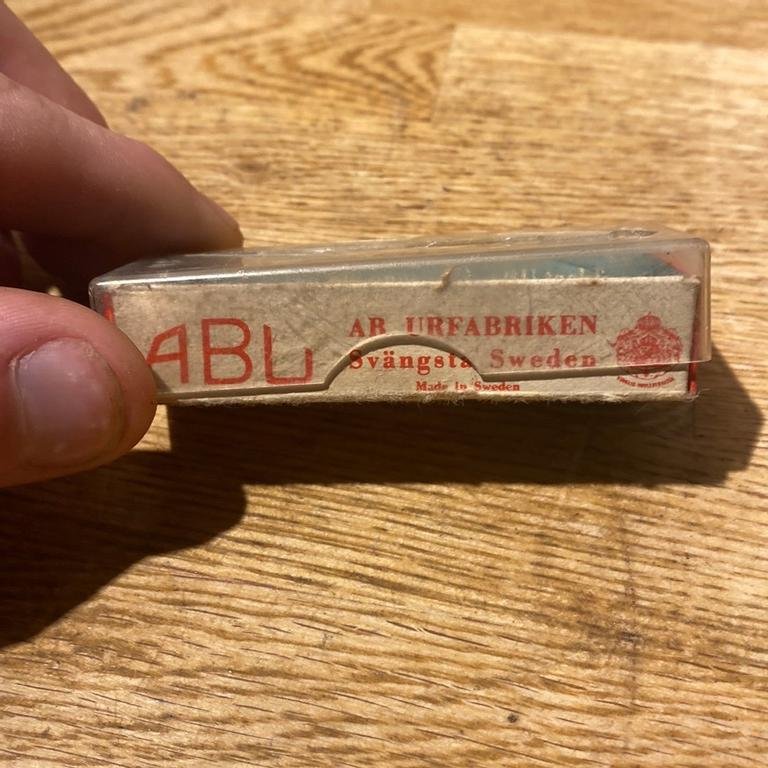 ABU
AB URFABRIKEN
Svängsta Sweden
Made in Sweden